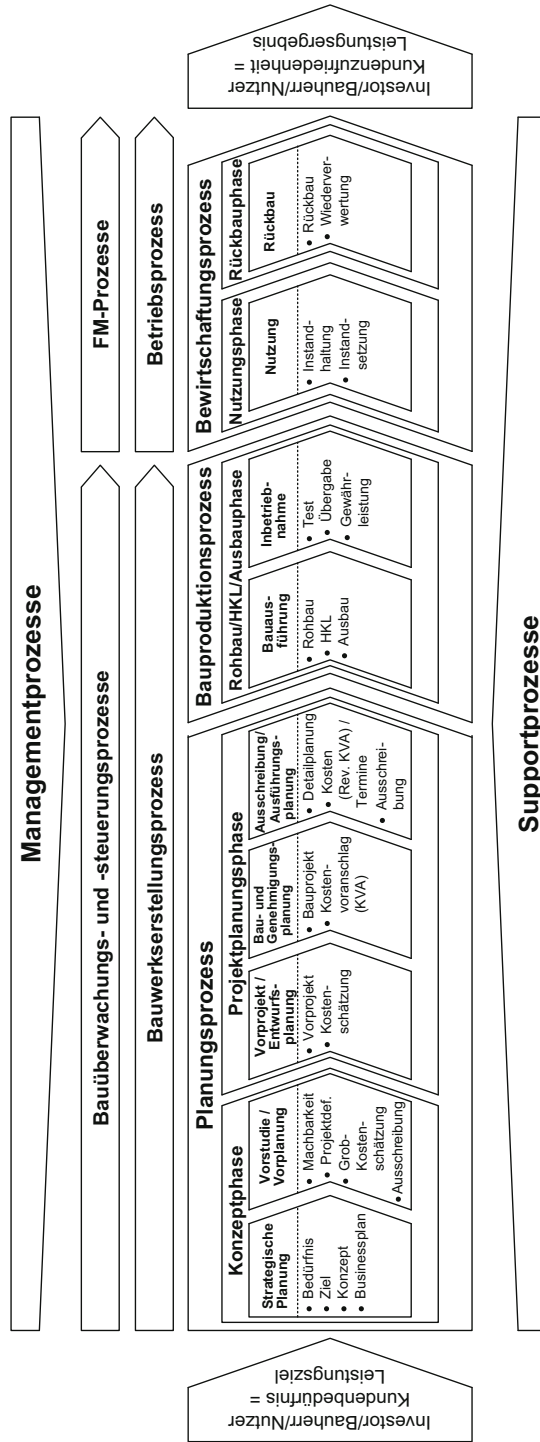 Managementprozesse
Bauüberwachungs- und -steuerungsprozesse
FM-Prozesse
Bauwerkserstellungsprozess
Betriebsprozess
Investor/Bauherr/Nutzer
Kundenbedürfnis =
Leistungsziel
Planungsprozess
Konzeptphase
Strategische
Planung
• Bedürfnis
• Ziel
• Konzept
• Businessplan
Vorstudie /
Vorplanung
• Machbarkeit
• Projektdef.
• Grob-
Kosten-
schätzung
• Ausschreibung
Projektplanungsphase
Vorprojekt /
Entwurfs-
planung
• Vorprojekt
• Kosten-
schätzung
Bau- und
Genehmigungs-
planung
• Bauprojekt
• Kosten-
voranschlag
(KVA)
Ausschreibung/
Ausführungs-
planung
• Detailplanung
• Kosten
(Rev. KVA) /
Termine
• Ausschrei-
bung
Bauproduktionsprozess
Rohbau/HKL/Ausbauphase
Bauaus-
führung
• Rohbau
• HKL
• Ausbau
Inbetrieb-
nahme
• Test
• Übergabe
• Gewähr-
leistung
Bewirtschaftungsprozess
Nutzungsphase
Nutzung
• Instand-
haltung
• Instand-
setzung
Rückbauphase
Rückbau
• Rückbau
• Wiederver-
wertung
Investor/Bauherr/Nutzer
Kundenzufriedenheit =
Leistungsergebnis
Supportprozesse